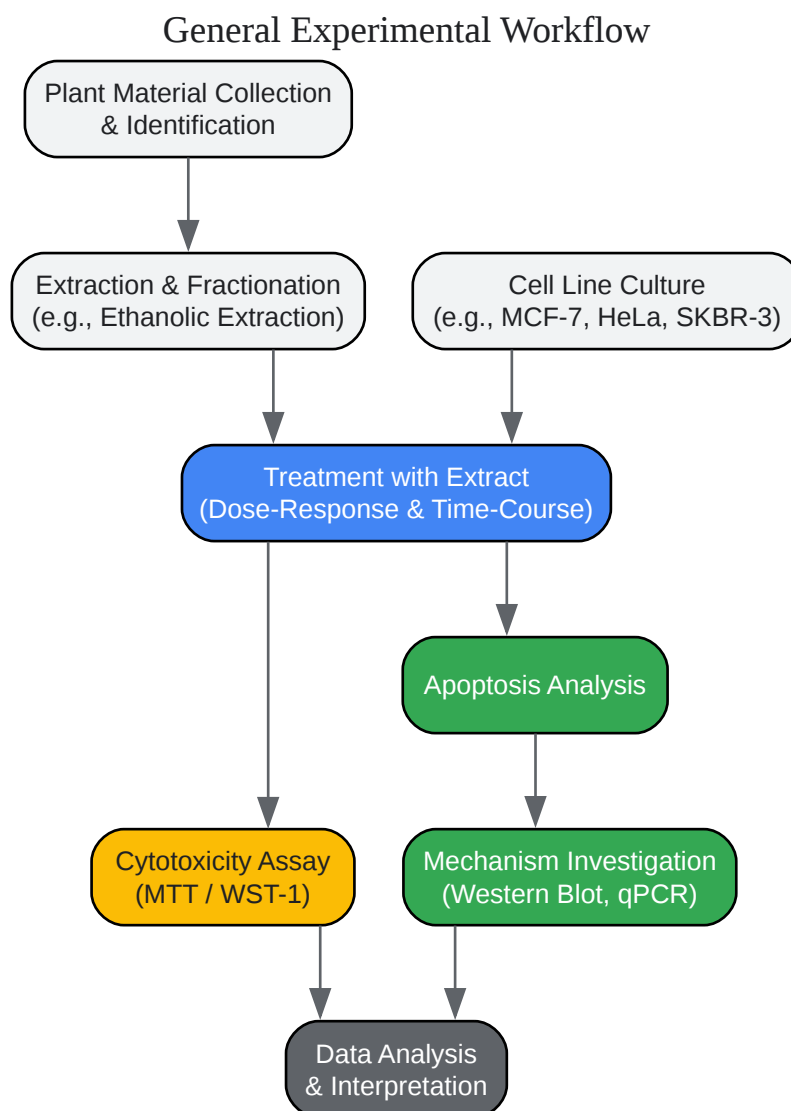 General Experimental Workflow
Plant Material Collection
& Identification
Extraction & Fractionation
(e.g., Ethanolic Extraction)
Cell Line Culture
(e.g., MCF-7, HeLa, SKBR-3)
Treatment with Extract
(Dose-Response & Time-Course)
Apoptosis Analysis
Cytotoxicity Assay
(MTT / WST-1)
Mechanism Investigation
(Western Blot, qPCR)
Data Analysis
& Interpretation